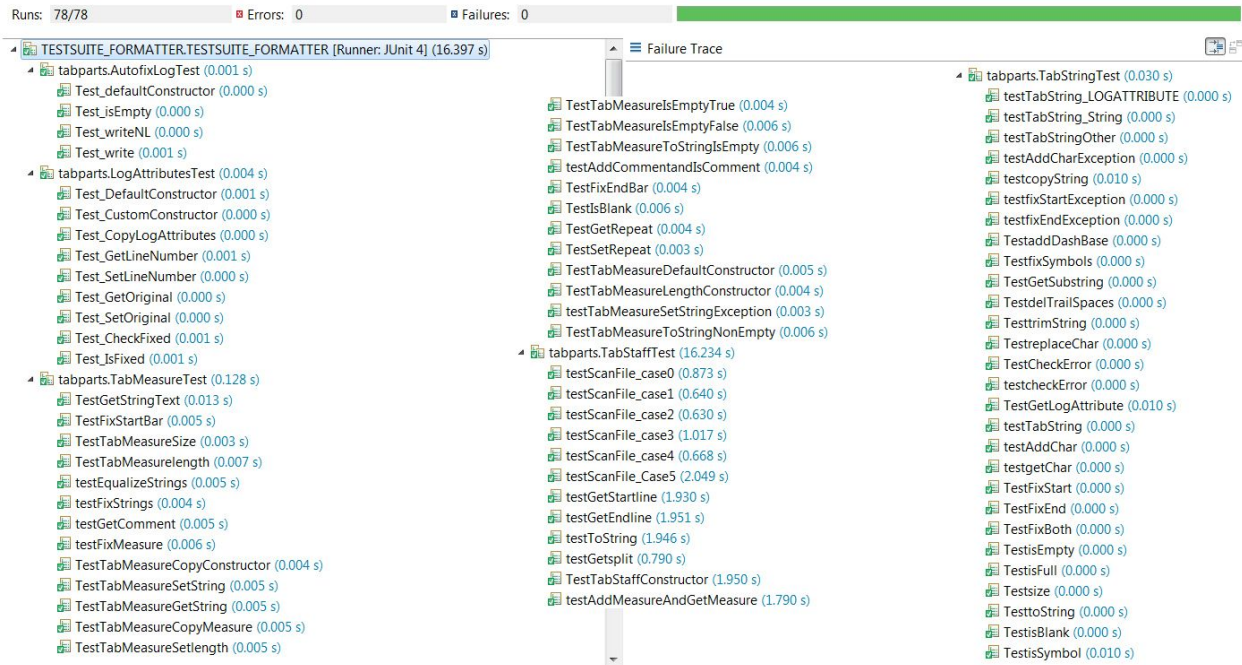 Runs: 78/78 Errors: 0 Failures: 0
TESTSUITE_FORMATTER.TESTSUITE_FORMATTER [Runner: JUnit 4] (16.397 s)
tabparts.AutofixLogTest (0.001 s)
Test_defaultConstructor (0.000 s)
Test_isEmpty (0.000 s)
Test_writeNL (0.000 s)
Test_write (0.001 s)
tabparts.LogAttributesTest (0.004 s)
Test_DefaultConstructor (0.001 s)
Test_CustomConstructor (0.000 s)
Test_CopyLogAttributes (0.000 s)
Test_GetLineNumber (0.001 s)
Test_SetLineNumber (0.000 s)
Test_GetOriginal (0.000 s)
Test_SetOriginal (0.000 s)
Test_CheckFixed (0.001 s)
Test_IsFixed (0.001 s)
tabparts.TabMeasureTest (0.128 s)
TestGetStringText (0.013 s)
TestFixStartBar (0.005 s)
TestTabMeasureSize (0.003 s)
TestTabMeasurelength (0.007 s)
testEqualizeStrings (0.005 s)
testFixStrings (0.004 s)
testGetComment (0.005 s)
testFixMeasure (0.006 s)
TestTabMeasureCopyConstructor (0.004 s)
TestTabMeasureSetString (0.005 s)
TestTabMeasureGetString (0.005 s)
TestTabMeasureCopyMeasure (0.005 s)
TestTabMeasureSetlength (0.005 s)
Failure Trace
TestTabMeasureIsEmptyTrue (0.004 s)
TestTabMeasureIsEmptyFalse (0.006 s)
TestTabMeasureToStringIsEmpty (0.006 s)
testAddCommentandIsComment (0.004 s)
TestFixEndBar (0.004 s)
TestIsBlank (0.006 s)
TestGetRepeat (0.004 s)
TestSetRepeat (0.003 s)
TestTabMeasureDefaultConstructor (0.005 s)
TestTabMeasureLengthConstructor (0.004 s)
testTabMeasureSetStringException (0.003 s)
TestTabMeasureToStringNonEmpty (0.006 s)
tabparts.TabStaffTest (16.234 s)
testScanFile_case0 (0.873 s)
testScanFile_case1 (0.640 s)
testScanFile_case2 (0.630 s)
testScanFile_case3 (1.017 s)
testScanFile_case4 (0.668 s)
testScanFile_Case5 (2.049 s)
testGetStartline (1.930 s)
testGetEndline (1.951 s)
testToString (1.946 s)
testGetsplit (0.790 s)
TestTabStaffConstructor (1.950 s)
testAddMeasureAndGetMeasure (1.790 s)
tabparts.TabStringTest (0.030 s)
testTabString_LOGATTRIBUTE (0.000 s)
testTabString_String (0.000 s)
testTabStringOther (0.000 s)
testAddCharException (0.000 s)
testcopyString (0.010 s)
testfixStartException (0.000 s)
testfixEndException (0.000 s)
TestaddDashBase (0.000 s)
TestfixSymbols (0.000 s)
TestGetSubstring (0.000 s)
TestdelTrailSpaces (0.000 s)
TesttrimString (0.000 s)
TestreplaceChar (0.000 s)
TestCheckError (0.000 s)
testcheckError (0.000 s)
TestGetLogAttribute (0.010 s)
testTabString (0.000 s)
testAddChar (0.000 s)
testgetChar (0.000 s)
TestFixStart (0.000 s)
TestFixEnd (0.000 s)
TestFixBoth (0.000 s)
TestisEmpty (0.000 s)
TestisFull (0.000 s)
Testsize (0.000 s)
TesttoString (0.000 s)
TestisBlank (0.000 s)
TestisSymbol (0.010 s)